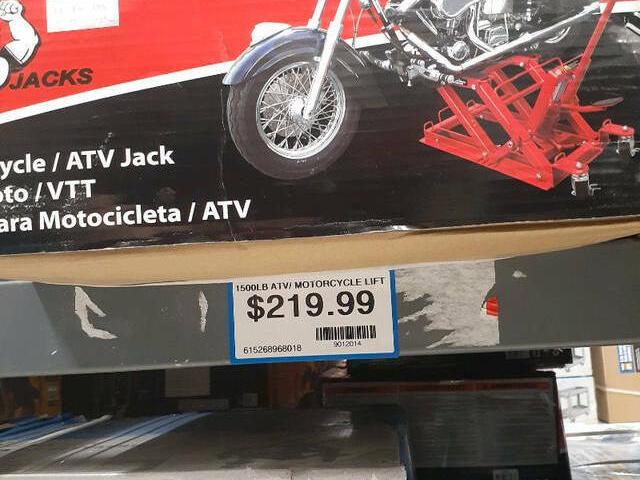 JACKS
ycle / ATV Jack
oto / VTT
ara Motocicleta / ATV
1500LB ATV/ MOTORCYCLE LIFT
$219.99
615268968018
9012014